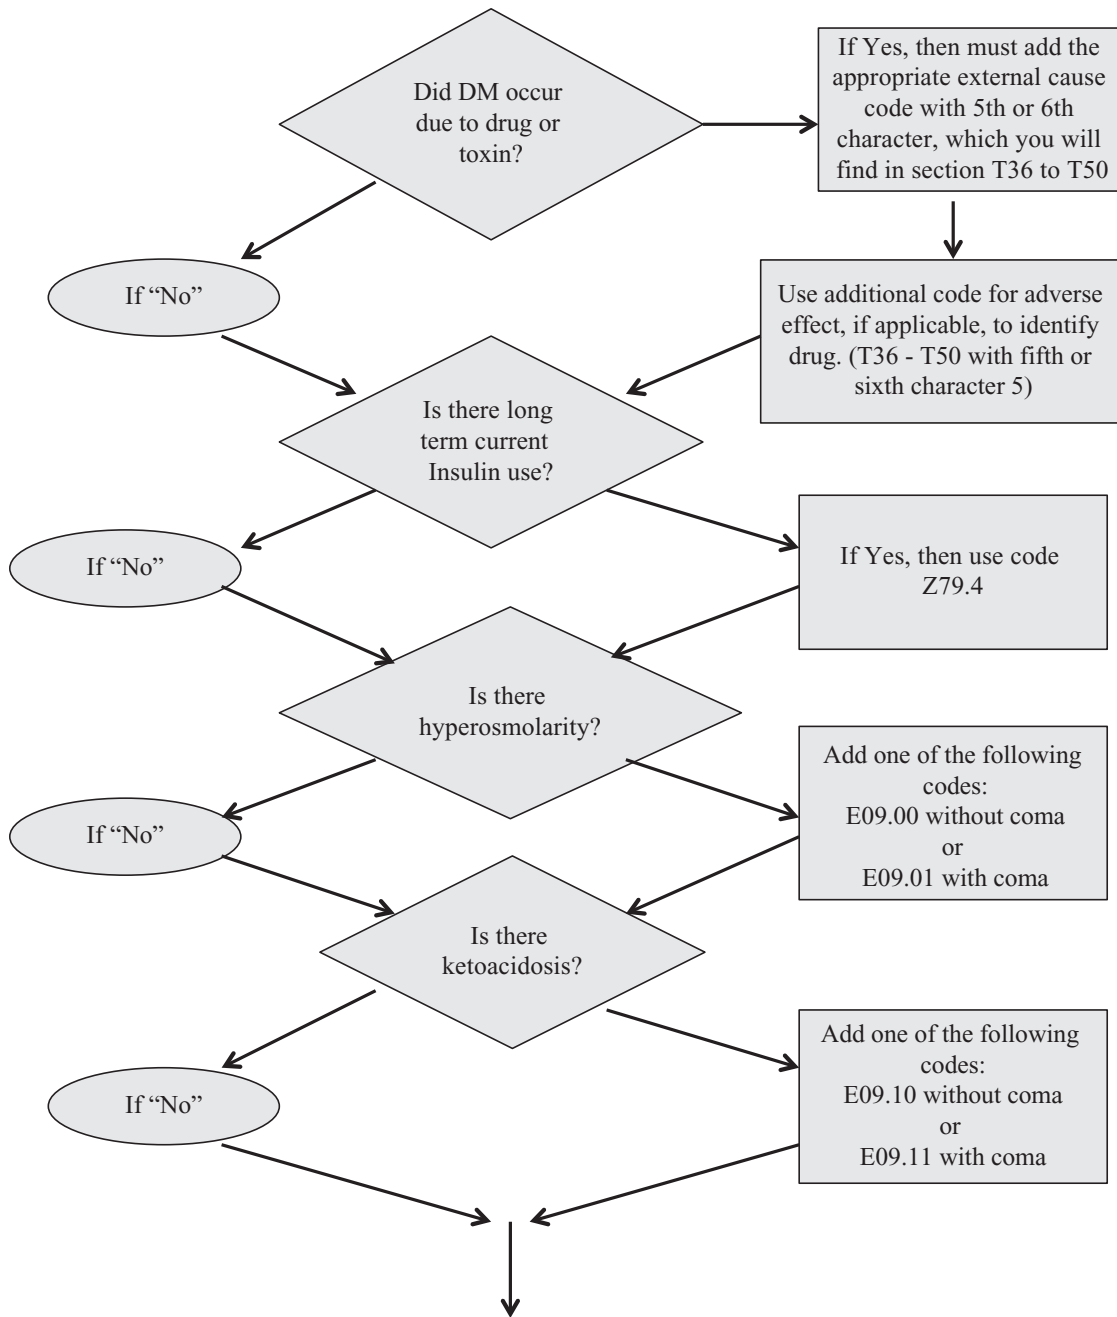 Did DM occur
due to drug or
toxin?
If Yes, then must add the
appropriate external cause
code with 5th or 6th
character, which you will
find in section T36 to T50
If “No”
Use additional code for adverse
effect, if applicable, to identify
drug. (T36 - T50 with fifth or
sixth character 5)
Is there long
term current
Insulin use?
If “No”
If Yes, then use code
Z79.4
Is there
hyperosmolarity?
If “No”
Add one of the following
codes:
E09.00 without coma
or
E09.01 with coma
Is there
ketoacidosis?
If “No”
Add one of the following
codes:
E09.10 without coma
or
E09.11 with coma